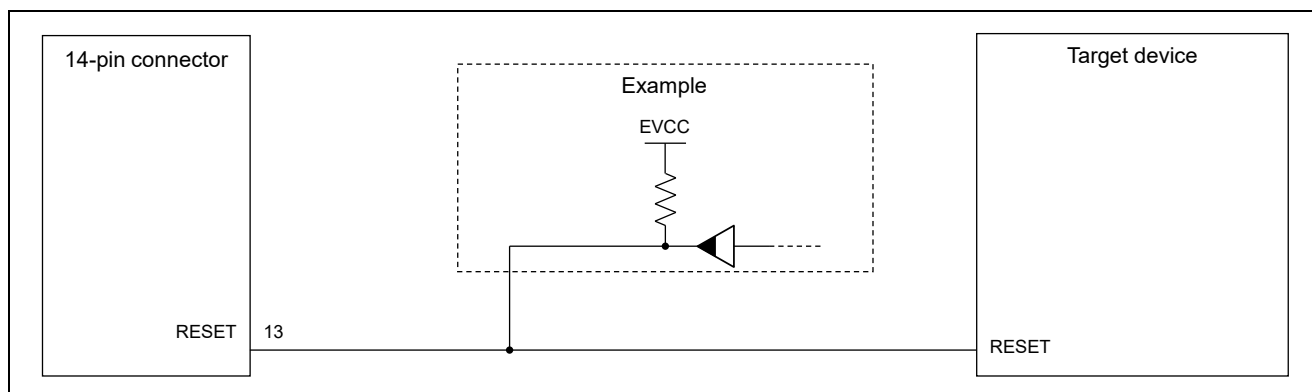 14-pin connector
Target device
Example
EVCC
RESET 13
RESET